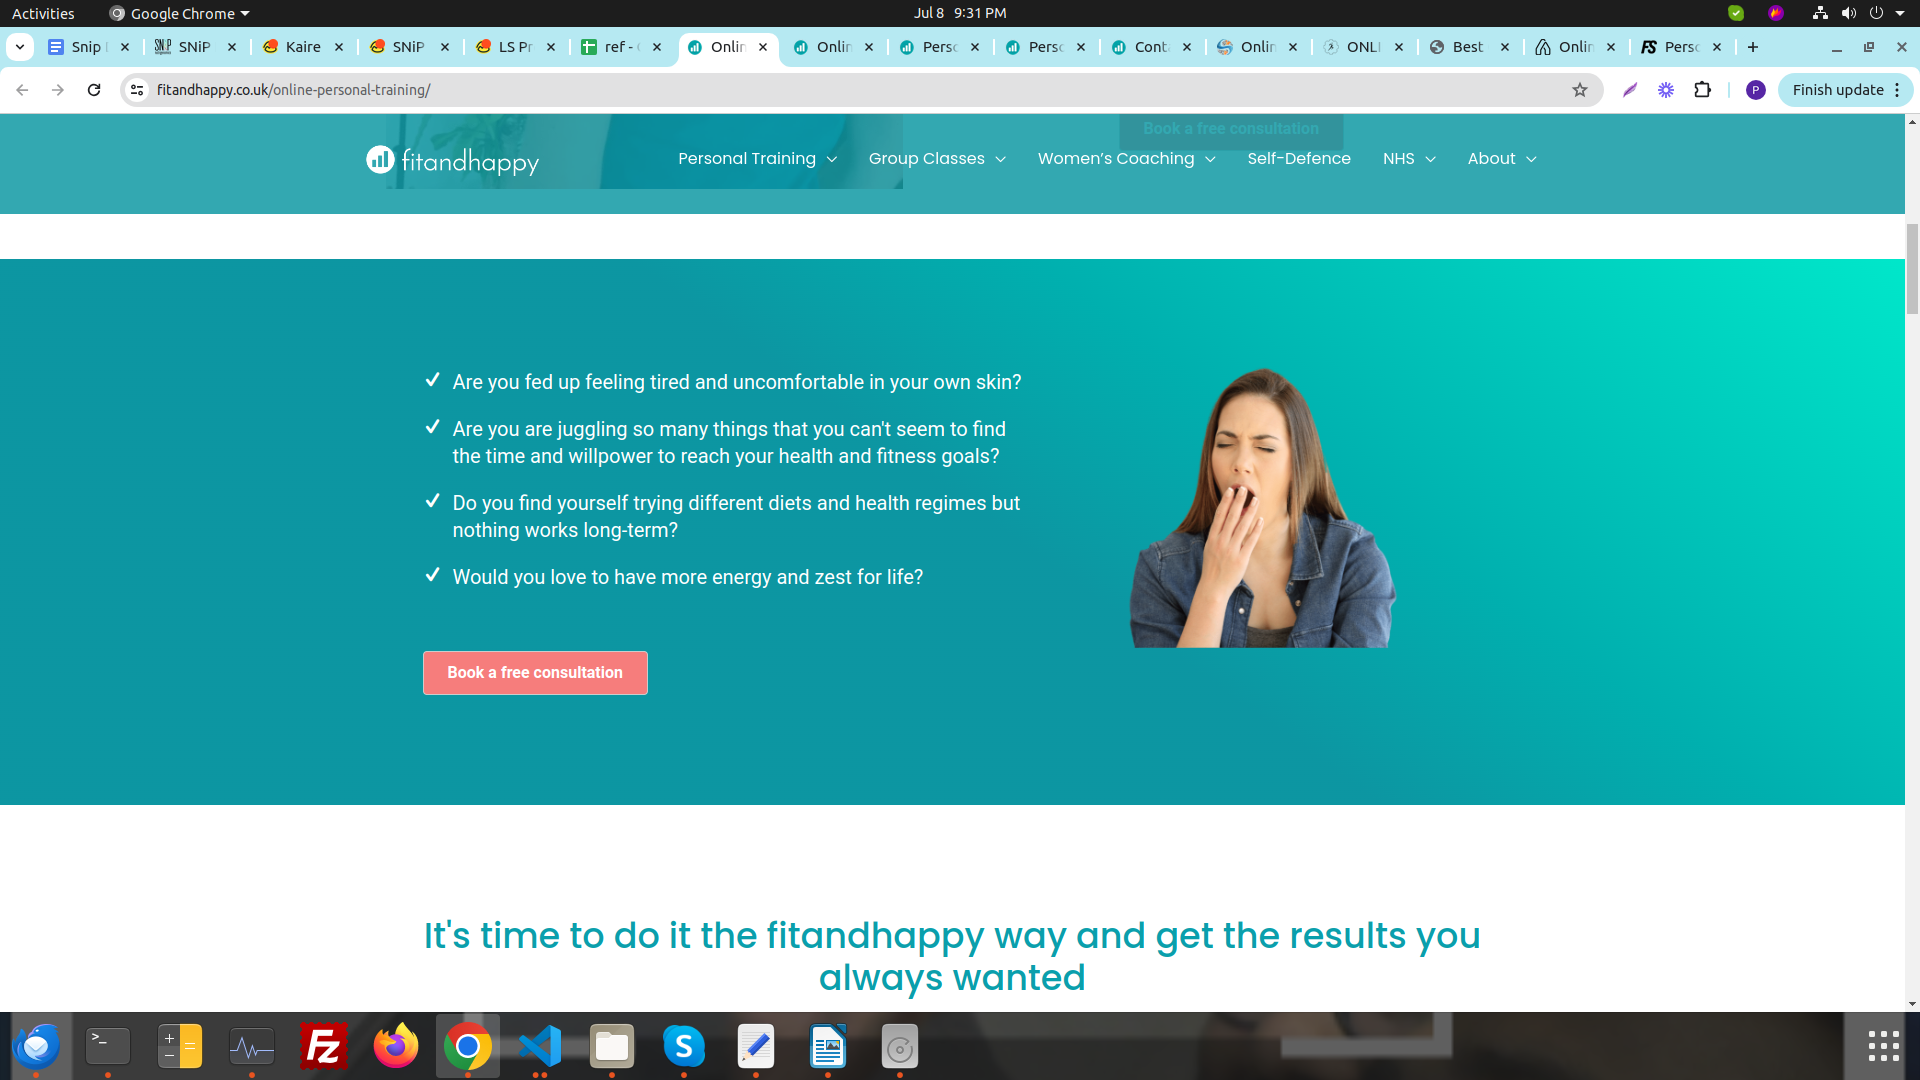 Activities
Google Chrome
Jul 8 9:31 PM
Snip
SNiP
Kaire
SNiP
LS Pr
ref -
Onlin
Onlin
Perso
Perso
Conta
Onlin
ONLI
Best
Onlin
FS Perso
fitandhappy.co.uk/online-personal-training/
P
Finish update
Book a free consultation
fitandhappy
Personal Training
Group Classes
Women's Coaching
Self-Defence
NHS
About
Are you fed up feeling tired and uncomfortable in your own skin?
Are you are juggling so many things that you can't seem to find
the time and willpower to reach your health and fitness goals?
Do you find yourself trying different diets and health regimes but
nothing works long-term?
Would you love to have more energy and zest for life?
Book a free consultation
It's time to do it the fitandhappy way and get the results you
always wanted
Fz
S